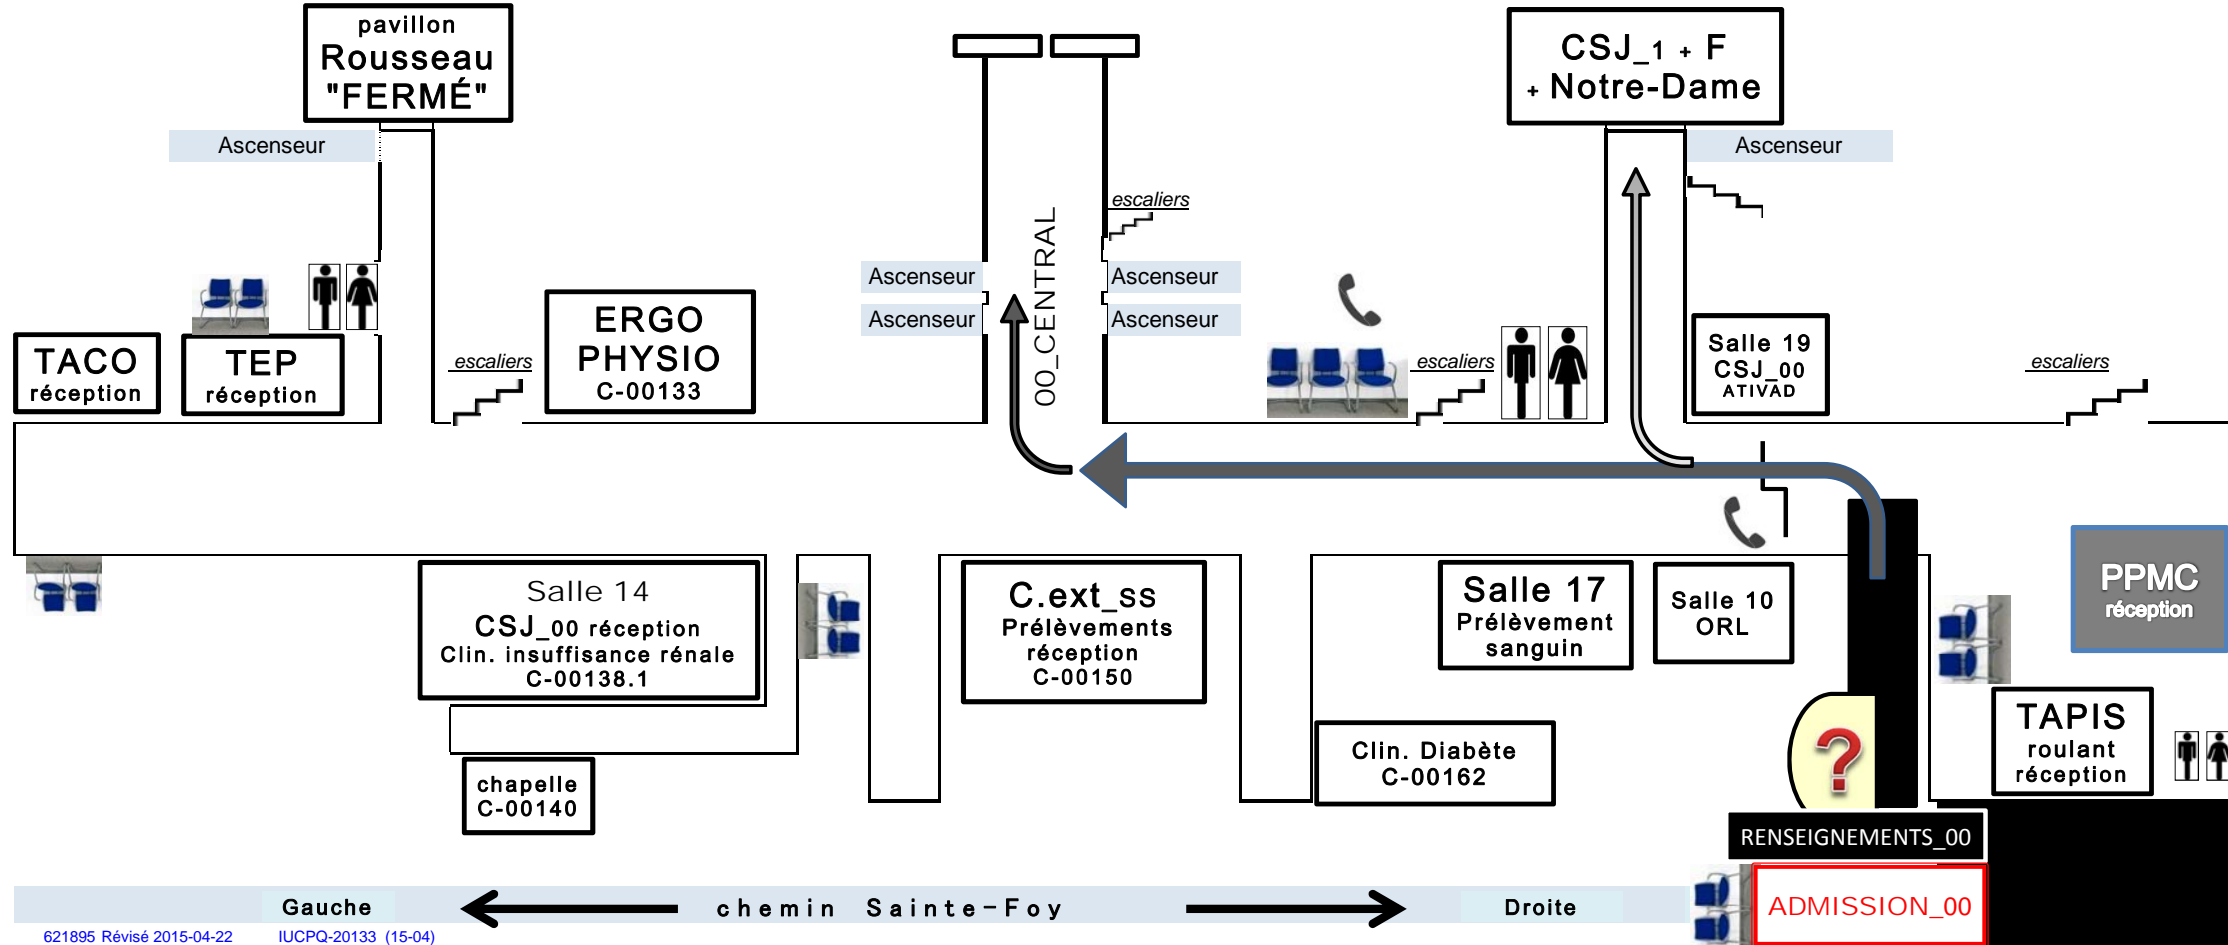 pavillon
Rousseau
"FERMÉ"
CSJ_1 + F
+ Notre-Dame
Ascenseur
Ascenseur
escaliers
00_CENTRAL
Ascenseur
Ascenseur
Ascenseur
Ascenseur
TACO
réception
TEP
réception
escaliers
ERGO
PHYSIO
C-00133
escaliers
Salle 19
CSJ_00
ATIVAD
escaliers
Salle 14
CSJ_00 réception
Clin. insuffisance rénale
C-00138.1
C.ext_ss
Prélèvements
réception
C-00150
Salle 17
Prélèvement
sanguin
Salle 10
ORL
PPMC
réception
chapelle
C-00140
Clin. Diabète
C-00162
?
TAPIS
roulant
réception
RENSEIGNEMENTS_00
ADMISSION_00
Gauche
chemin Sainte-Foy
Droite
621895 Révisé 2015-04-22 IUCPQ-20133 (15-04)